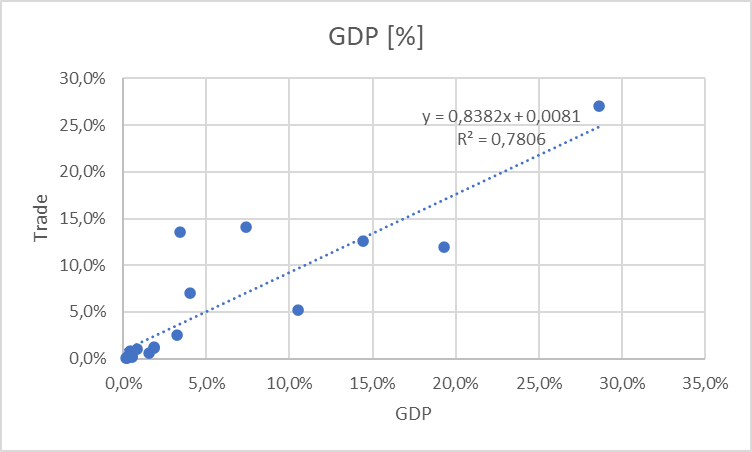 GDP [%]
30,0%
25,0%
20,0%
15,0%
10,0%
5,0%
0,0%
Trade
y = 0,8382x + 0,0081
R² = 0,7806
0,0% 5,0% 10,0% 15,0% 20,0% 25,0% 30,0% 35,0%
GDP